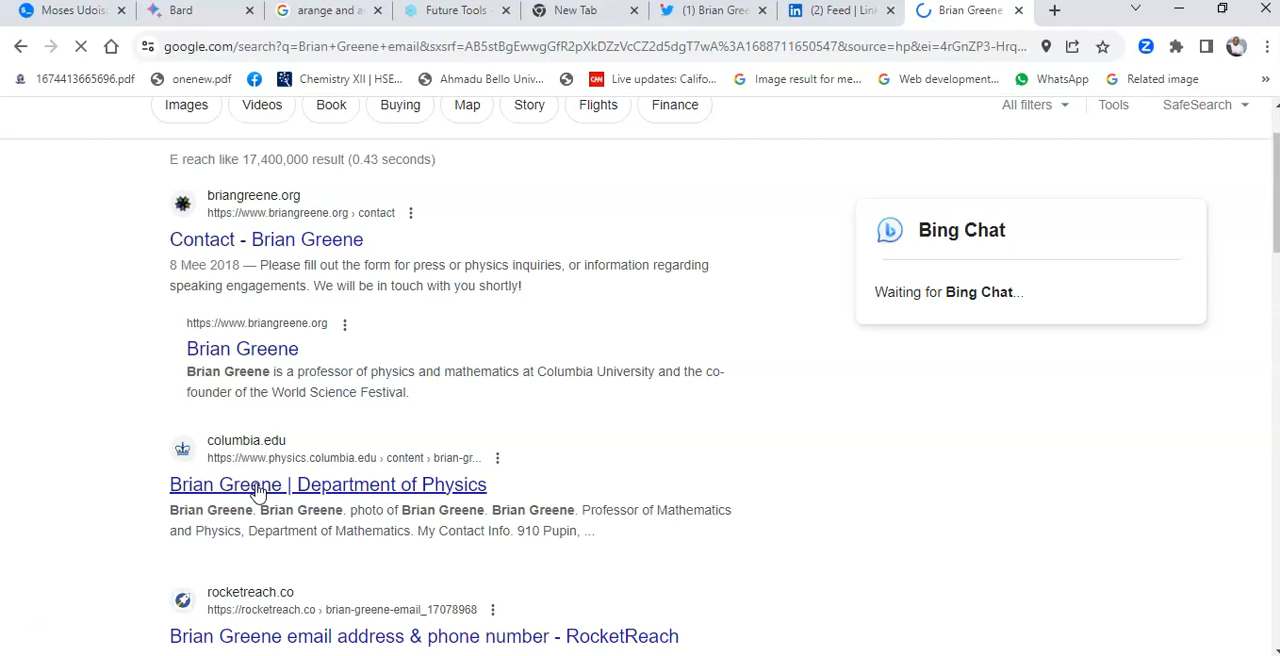 Moses Udois
Bard
arange and a
Future Tools -
New Tab
(1) Brian Gree
(2) Feed | Lin
Brian Greene
google.com/search?q=Brian+Greene+email&sxsrf=AB5stBgEwwgGfR2pXkDZzVcCZ2d5dgT7wA%3A1688711650547&source=hp&ei=4rGnZP3-Hrq...
1674413665696.pdf
onenew.pdf
Chemistry XII | HSE...
Ahmadu Bello Univ...
CNN Live updates: Califo...
Image result for me...
Web development...
WhatsApp
Related image
»
Images
Videos
Book
Buying
Map
Story
Flights
Finance
All filters
Tools
SafeSearch
E reach like 17,400,000 result (0.43 seconds)
briangreene.org
https://www.briangreene.org › contact
Contact - Brian Greene
8 Mee 2018 — Please fill out the form for press or physics inquiries, or information regarding
speaking engagements. We will be in touch with you shortly!
https://www.briangreene.org
Brian Greene
Brian Greene is a professor of physics and mathematics at Columbia University and the co-
founder of the World Science Festival.
columbia.edu
https://www.physics.columbia.edu › content › brian-gr...
Brian Greene | Department of Physics
Brian Greene. Brian Greene. photo of Brian Greene. Brian Greene. Professor of Mathematics
and Physics, Department of Mathematics. My Contact Info. 910 Pupin, ...
rocketreach.co
https://rocketreach.co › brian-greene-email_17078968
Brian Greene email address & phone number - RocketReach
Bing Chat
Waiting for Bing Chat...